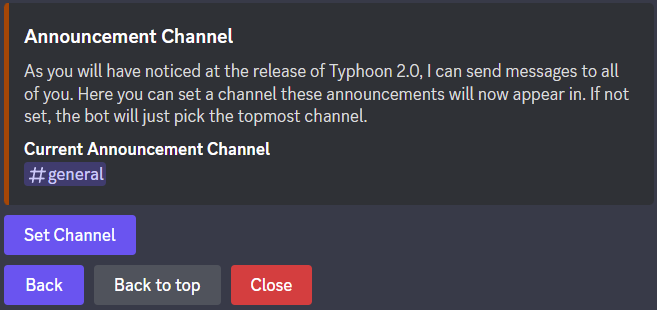 Announcement Channel
As you will have noticed at the release of Typhoon 2.0, I can send messages to all
of you. Here you can set a channel these announcements will now appear in. If not
set, the bot will just pick the topmost channel.
Current Announcement Channel
#general
Set Channel
Back Back to top Close